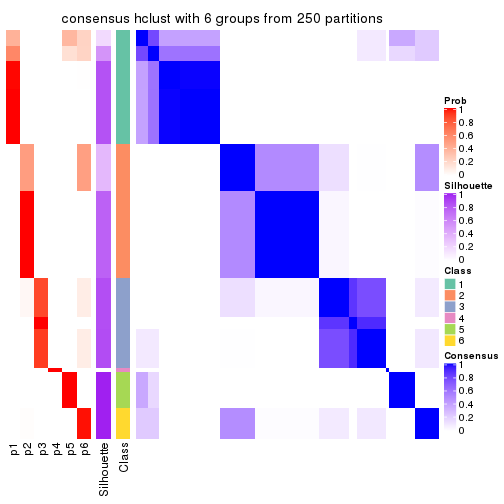 consensus hclust with 6 groups from 250 partitions
Prob
1
0.8
0.6
0.4
0.2
0
Silhouette
1
0.8
0.6
0.4
0.2
0
Class
1
2
3
4
5
6
Consensus
1
0.8
0.6
0.4
0.2
0
p1
p2
p3
p4
p5
p6
Silhouette
Class